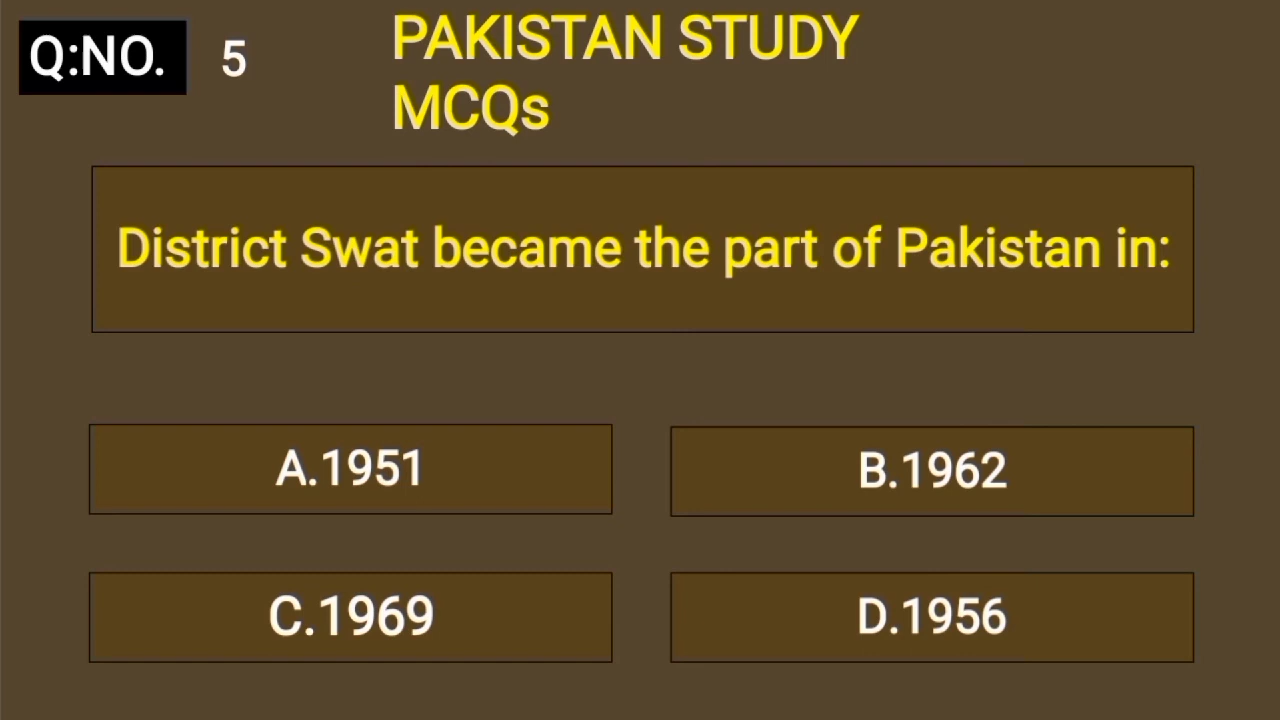 Q:NO. 5
PAKISTAN STUDY
MCQs
District Swat became the part of Pakistan in:
A.1951
B.1962
C.1969
D.1956